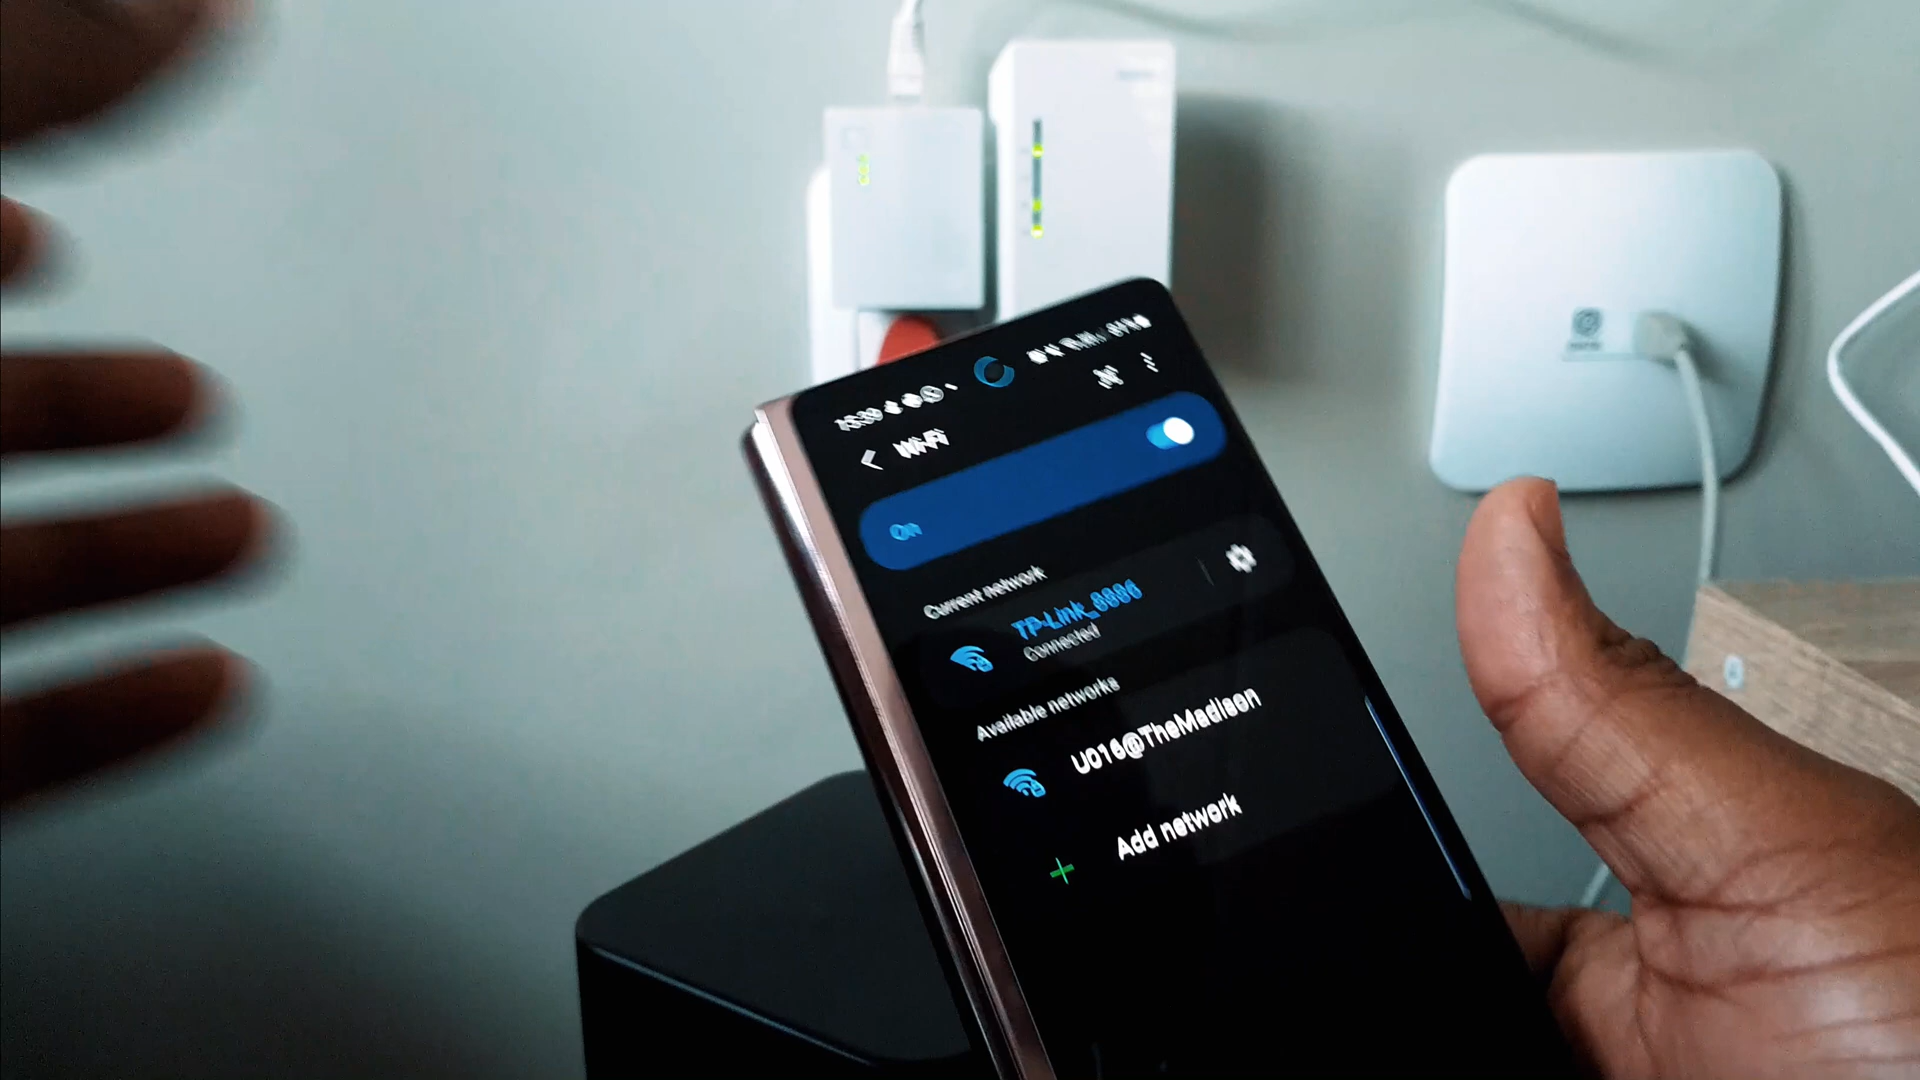 Wi-Fi
On
Current network
TP-Link_8886
Connected
Available networks
U016@TheMadison
Add network